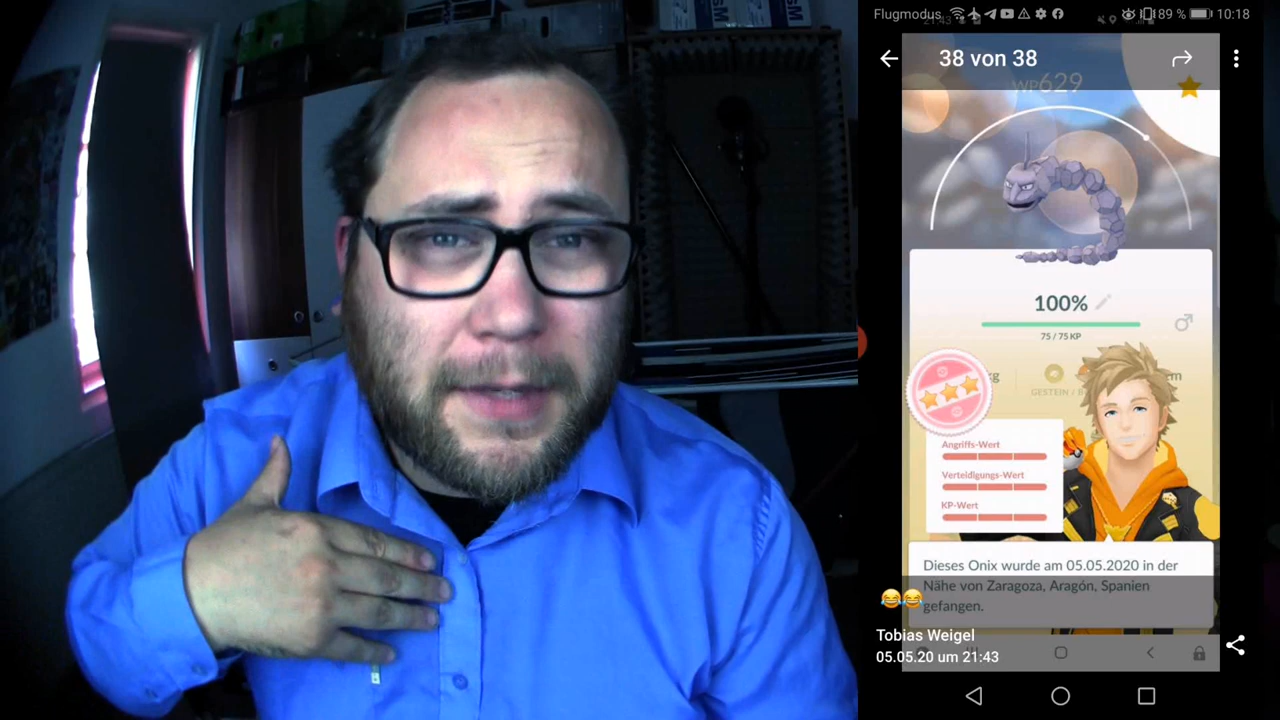 Flugmodus
89 % 10:18
38 von 38
WP629
100%
75 / 75 KP
GESTEIN /
Angriffs-Wert
Verteidigungs-Wert
KP-Wert
Dieses Onix wurde am 05.05.2020 in der
Nähe von Zaragoza, Aragón, Spanien
gefangen.
😂😂
Tobias Weigel
05.05.20 um 21:43